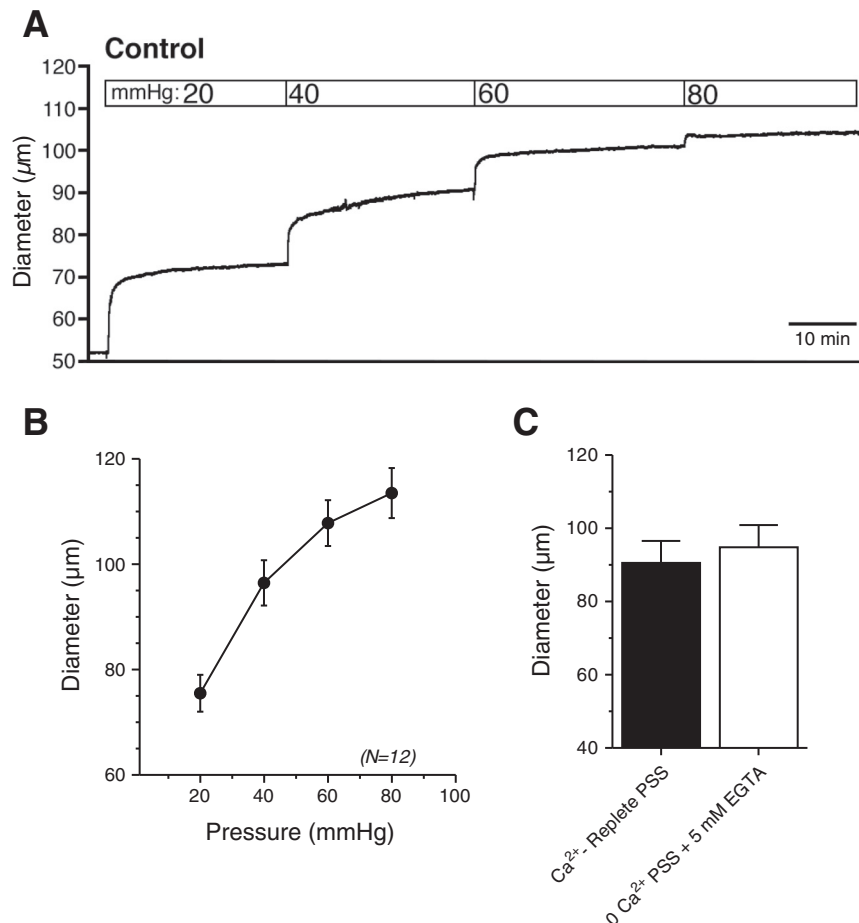 A
Control
120
110
100
90
80
70
60
50
Diameter (µm)
mmHg: 20 40 60 80
10 min
B
120
100
80
60
Diameter (µm)
(N=12)
20 40 60 80 100
Pressure (mmHg)
C
120
100
80
60
40
Diameter (µm)
Ca²⁺- Replete PSS
0 Ca²⁺ PSS + 5 mM EGTA